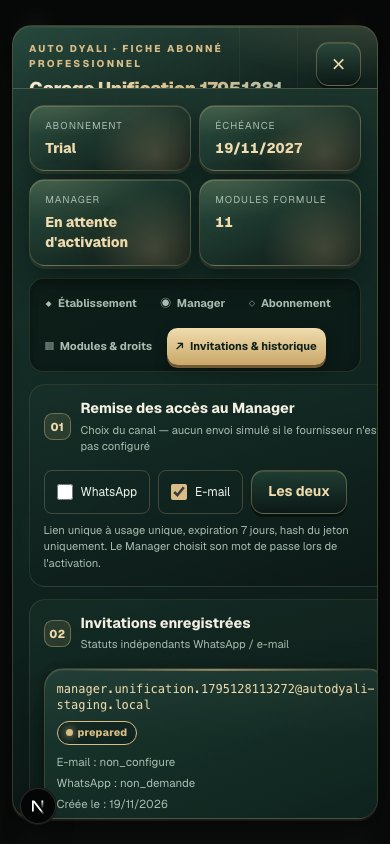 AUTO DYALI · FICHE ABONNÉ
PROFESSIONNEL
Garage Unification 17951281
ABONNEMENT
Trial
ÉCHÉANCE
19/11/2027
MANAGER
En attente
d'activation
MODULES FORMULE
11
Établissement
Manager
Abonnement
Modules & droits
Invitations & historique
01
Remise des accès au Manager
Choix du canal — aucun envoi simulé si le fournisseur n'es
pas configuré
WhatsApp
E-mail
Les deux
Lien unique à usage unique, expiration 7 jours, hash du jeton
uniquement. Le Manager choisit son mot de passe lors de
l'activation.
02
Invitations enregistrées
Statuts indépendants WhatsApp / e-mail
manager.unification.1795128113272@autodyali-
staging.local
prepared
E-mail : non_configure
WhatsApp : non_demande
Créée le : 19/11/2026
N